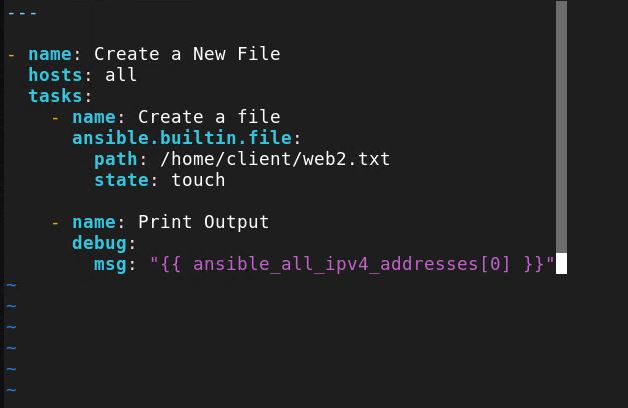 ---

- name: Create a New File
  hosts: all
  tasks:
    - name: Create a file
      ansible.builtin.file:
        path: /home/client/web2.txt
        state: touch

    - name: Print Output
      debug:
        msg: "{{ ansible_all_ipv4_addresses[0] }}"
~
~
~
~
~
~